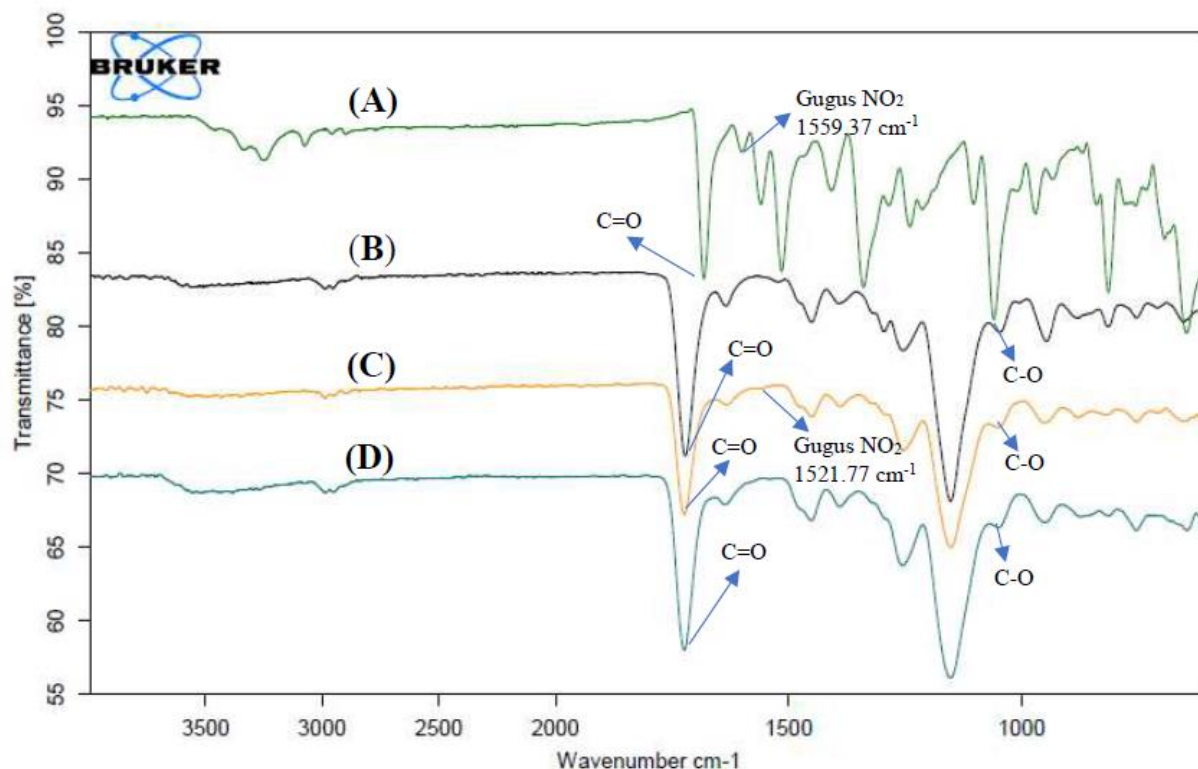 100
95
90
85
80
75
70
65
60
55
Transmittance [%]
BRUKER
(A)
Gugus NO₂
1559.37 cm⁻¹
C=O
(B)
C=O
C-O
(C)
C=O
Gugus NO₂
1521.77 cm⁻¹
C-O
(D)
C=O
C-O
3500
3000
2500
2000
1500
1000
Wavenumber cm-1